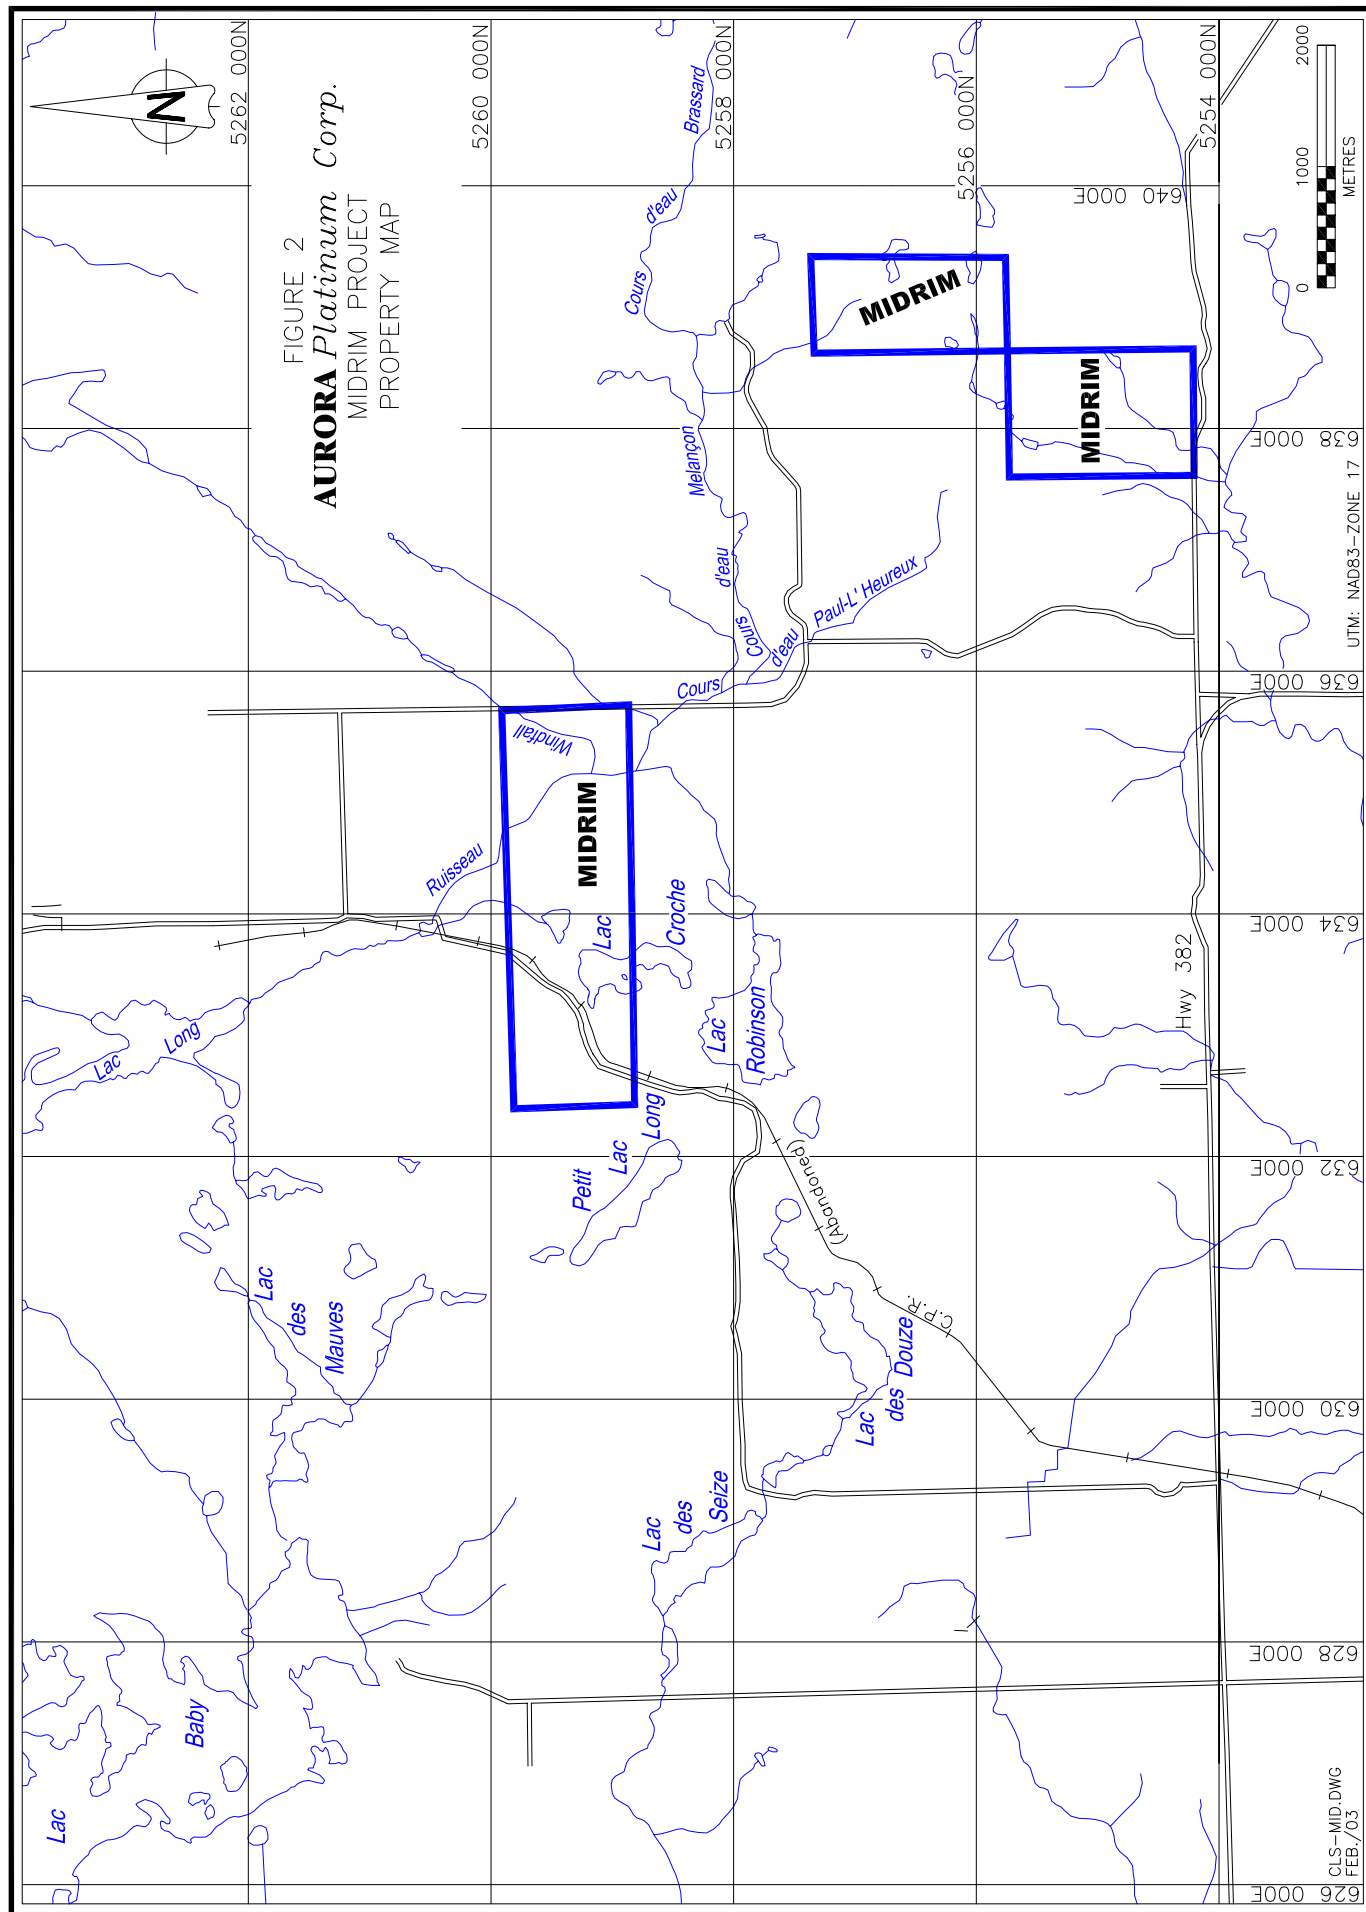 FIGURE 2
AURORA Platinum Corp.
MIDRIM PROJECT
PROPERTY MAP
N
5262 000N
5260 000N
5258 000N
5256 000N
5254 000N
626 000E
628 000E
630 000E
632 000E
634 000E
636 000E
638 000E
640 000E
Lac
Baby
Lac
des
Mauves
Lac
Long
Ruisseau
Windfall
MIDRIM
Lac
Croche
Petit
Lac
Long
Lac
Robinson
Lac
des
Seize
Lac
des Douze
C.P.R.
(Abandoned)
Cours
d'eau
Paul-L' Heureux
Cours
d'eau
Melançon
Cours
d'eau
Brassard
MIDRIM
MIDRIM
Hwy 382
0 1000 2000
METRES
UTM: NAD83-ZONE 17
CLS-MID.DWG
FEB./03